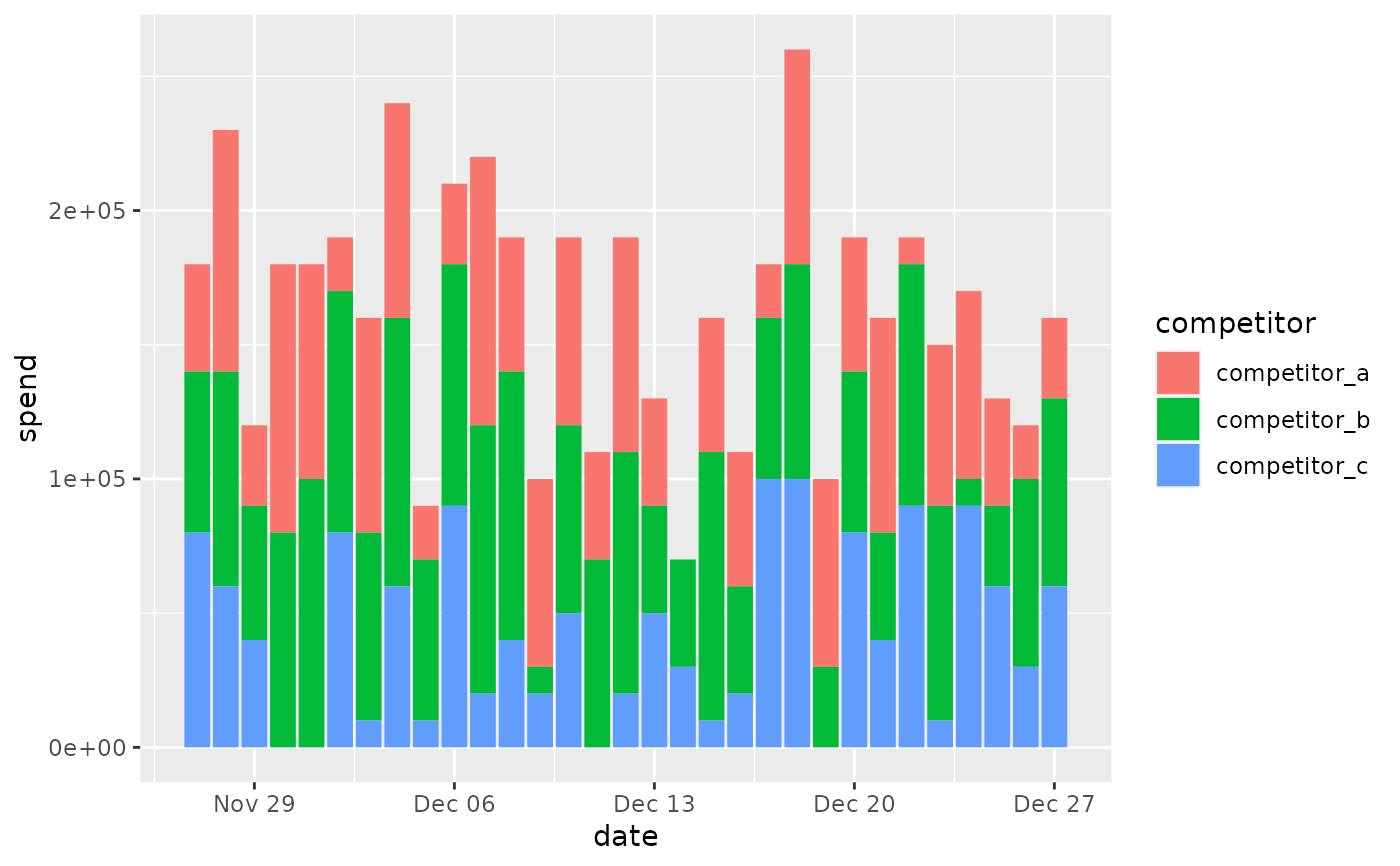 spend
2e+05
1e+05
0e+00
Nov 29 Dec 06 Dec 13 Dec 20 Dec 27
date
competitor
competitor_a
competitor_b
competitor_c